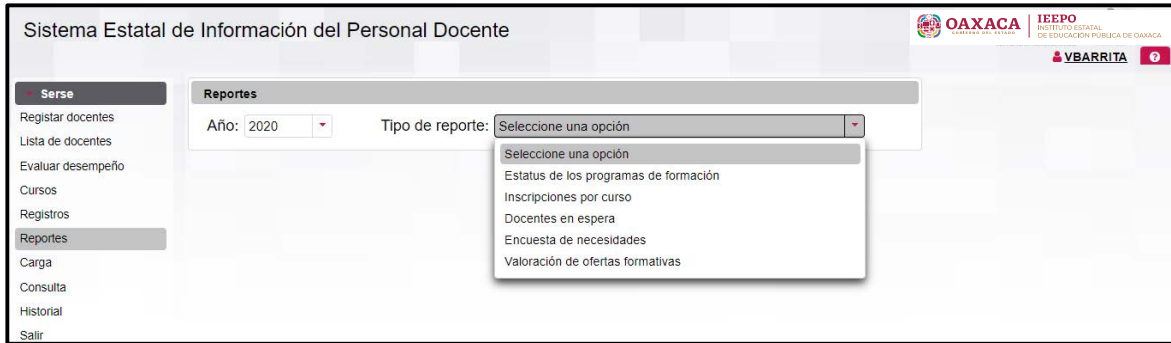 Sistema Estatal de Información del Personal Docente
OAXACA
GOBIERNO DEL ESTADO
IEEPO
INSTITUTO ESTATAL
DE EDUCACIÓN PÚBLICA DE OAXACA
VBARRITA
Serse
Registar docentes
Lista de docentes
Evaluar desempeño
Cursos
Registros
Reportes
Carga
Consulta
Historial
Salir
Reportes
Año: 2020 Tipo de reporte: Seleccione una opción
Seleccione una opción
Estatus de los programas de formación
Inscripciones por curso
Docentes en espera
Encuesta de necesidades
Valoración de ofertas formativas